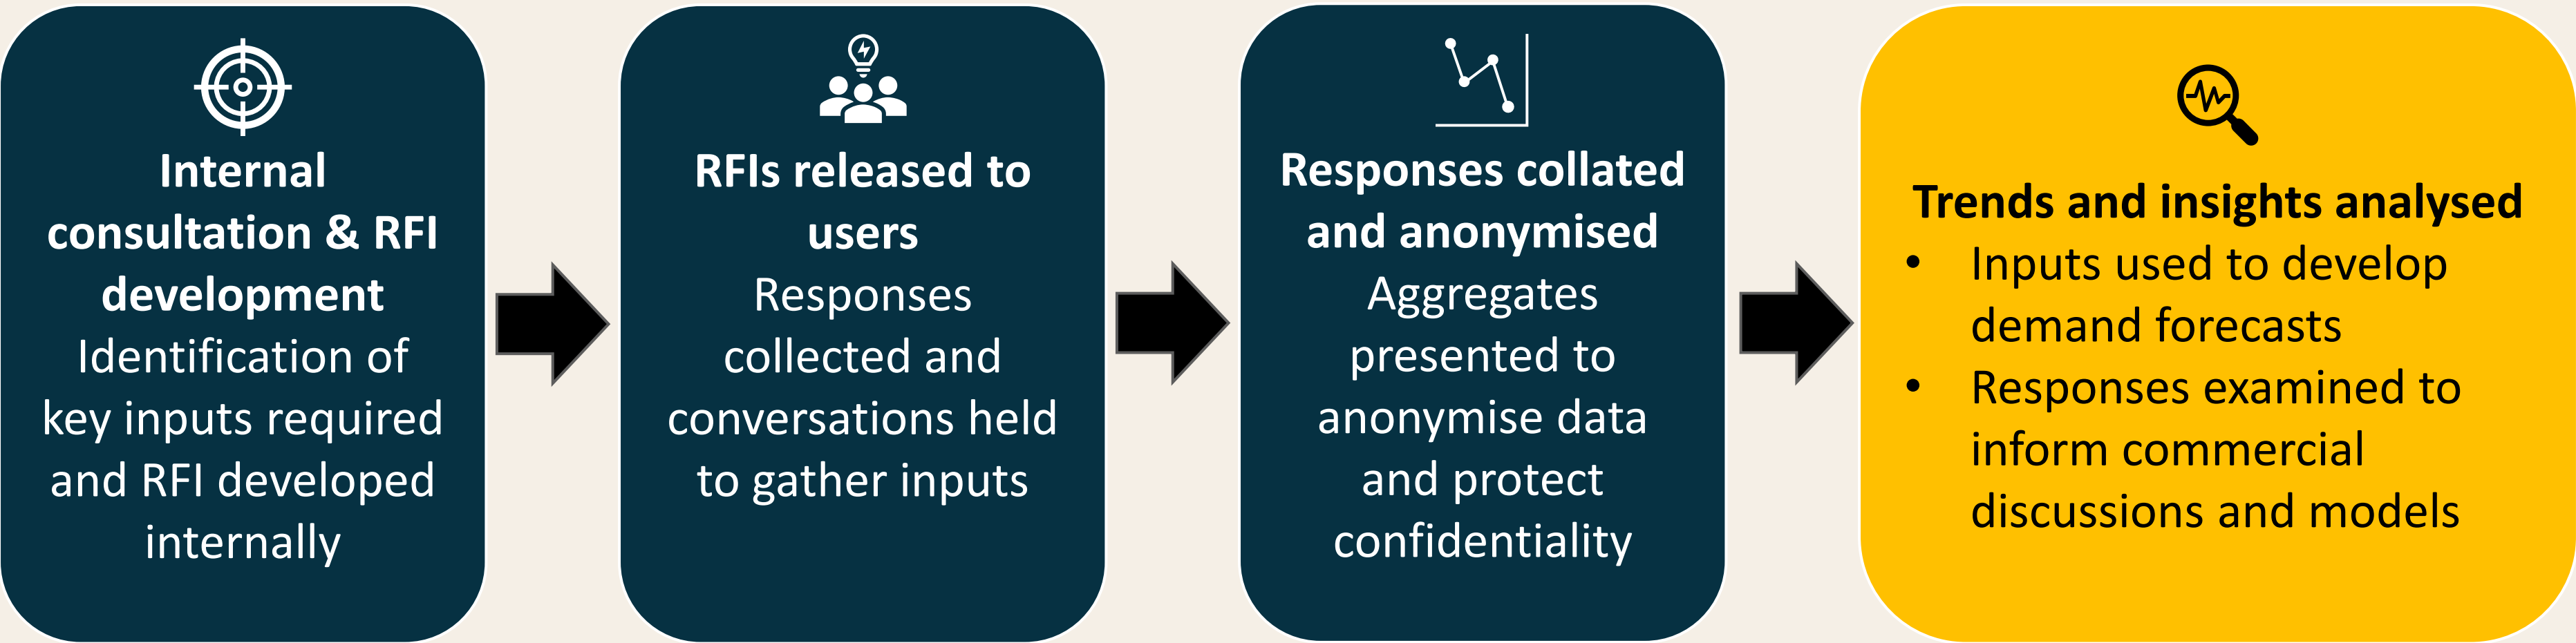 Internal
consultation & RFI
development
Identification of
key inputs required
and RFI developed
internally
RFIs released to
users
Responses
collected and
conversations held
to gather inputs
Responses collated
and anonymised
Aggregates
presented to
anonymise data
and protect
confidentiality
Trends and insights analysed
• Inputs used to develop
demand forecasts
• Responses examined to
inform commercial
discussions and models